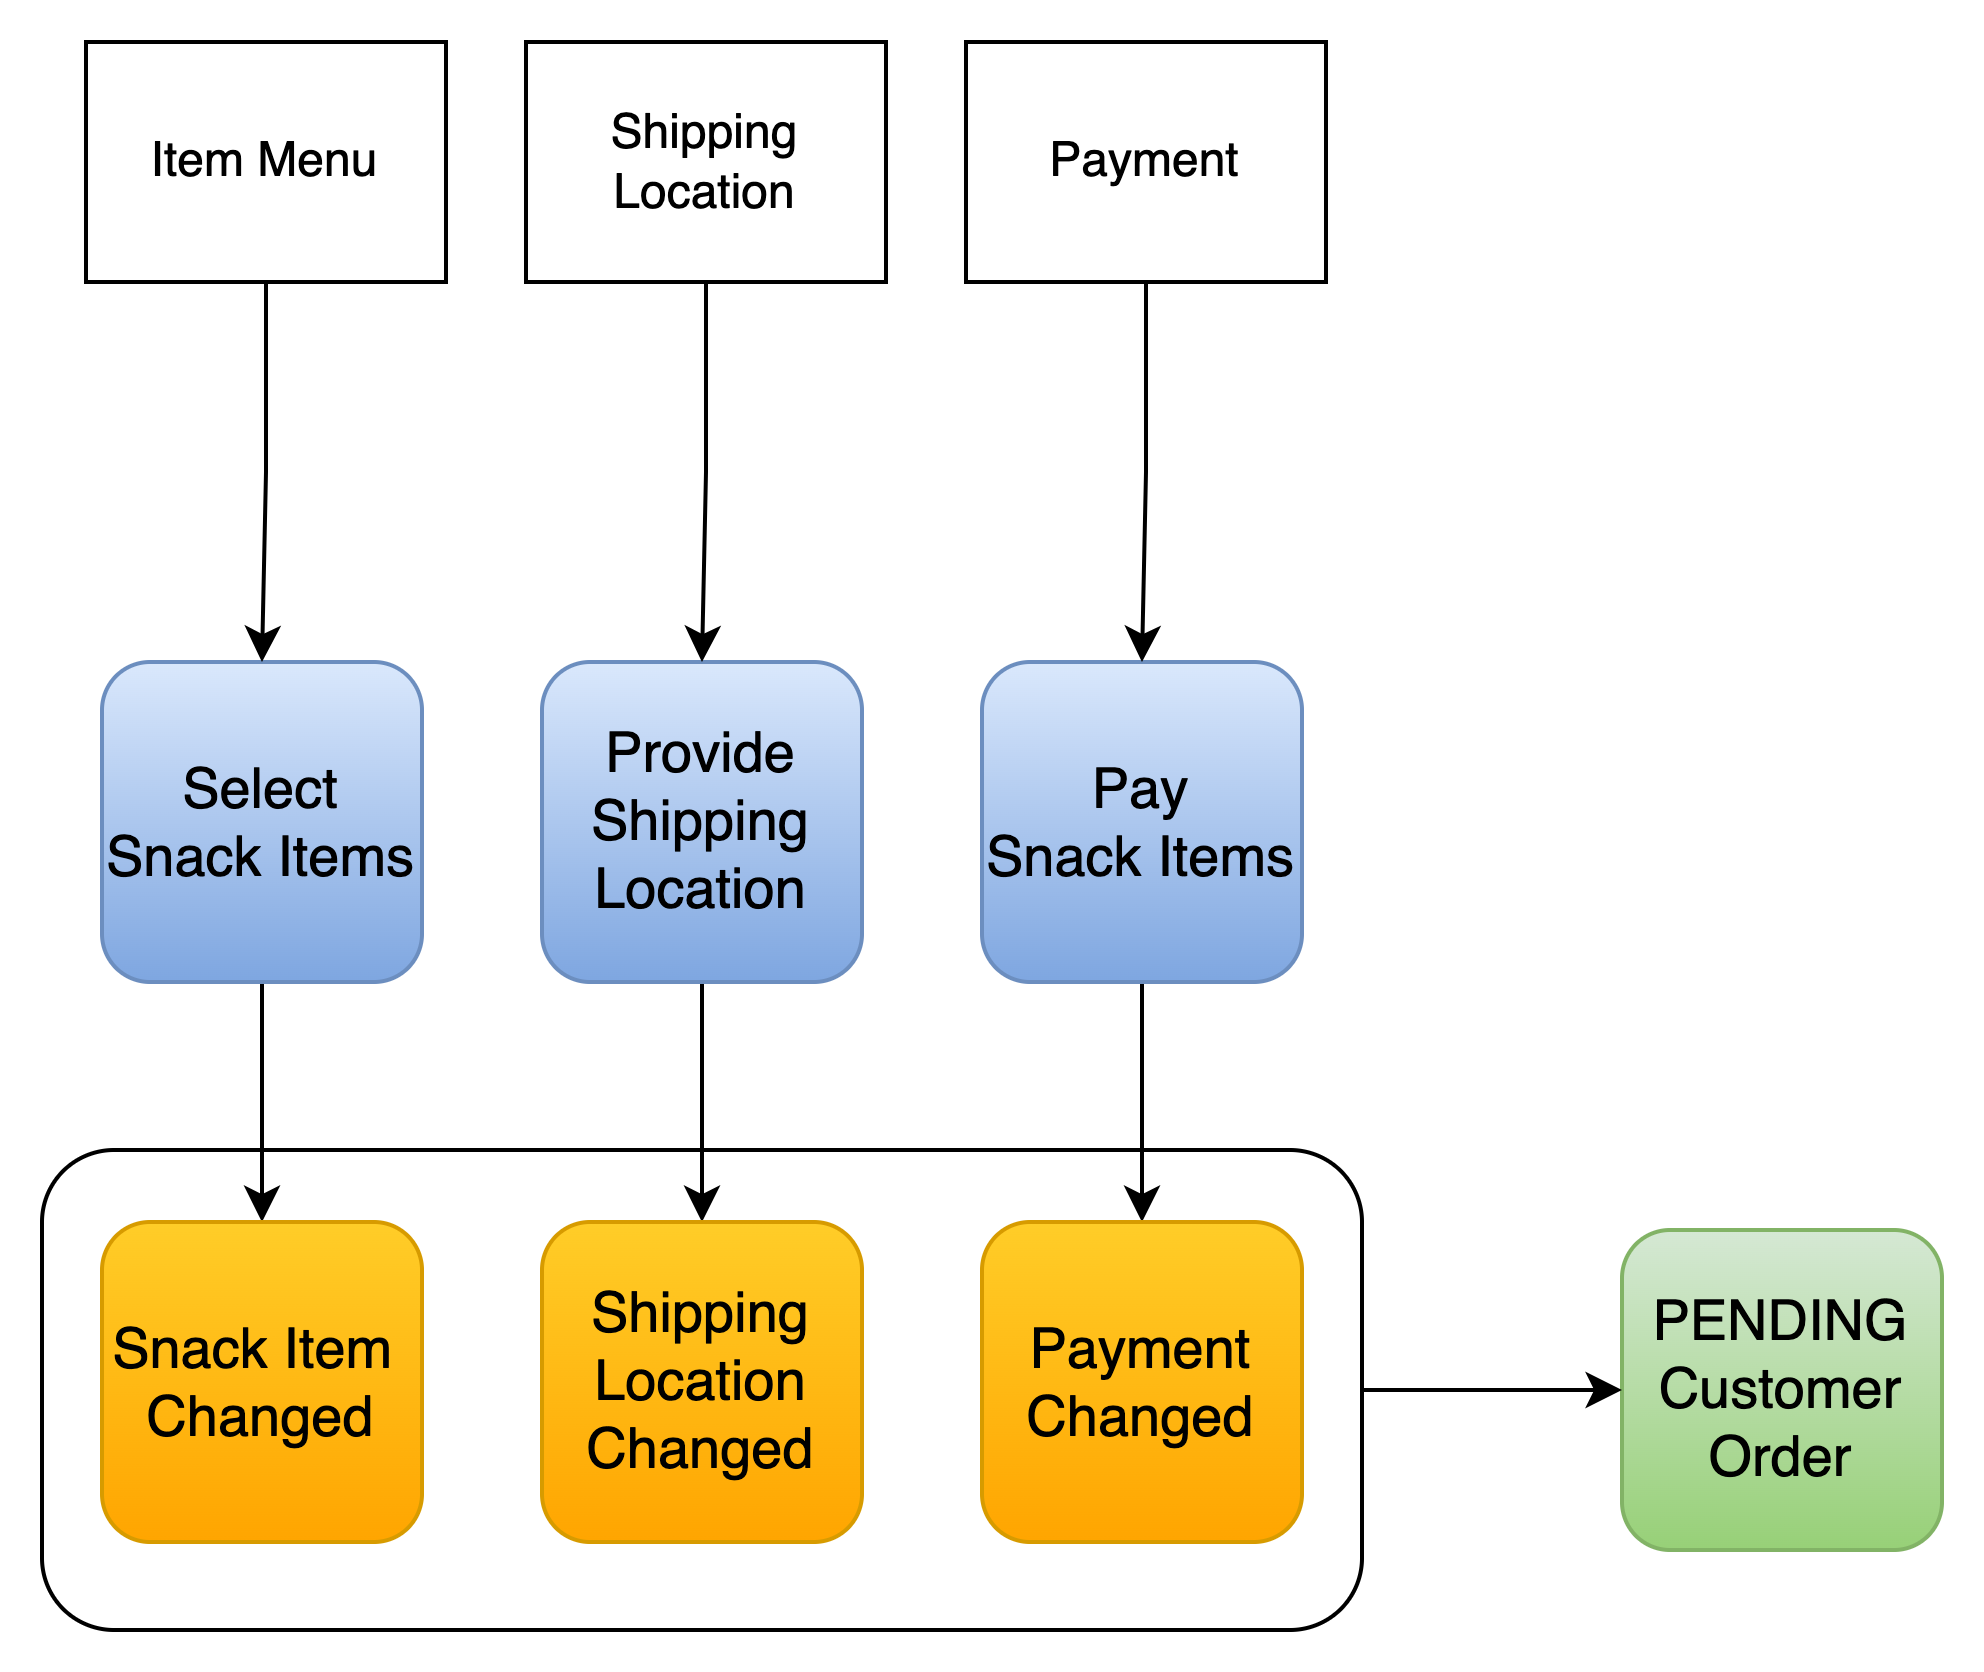 Item Menu
Shipping
Location
Payment
Select
Snack Items
Provide
Shipping
Location
Pay
Snack Items
Snack Item
Changed
Shipping
Location
Changed
Payment
Changed
PENDING
Customer
Order